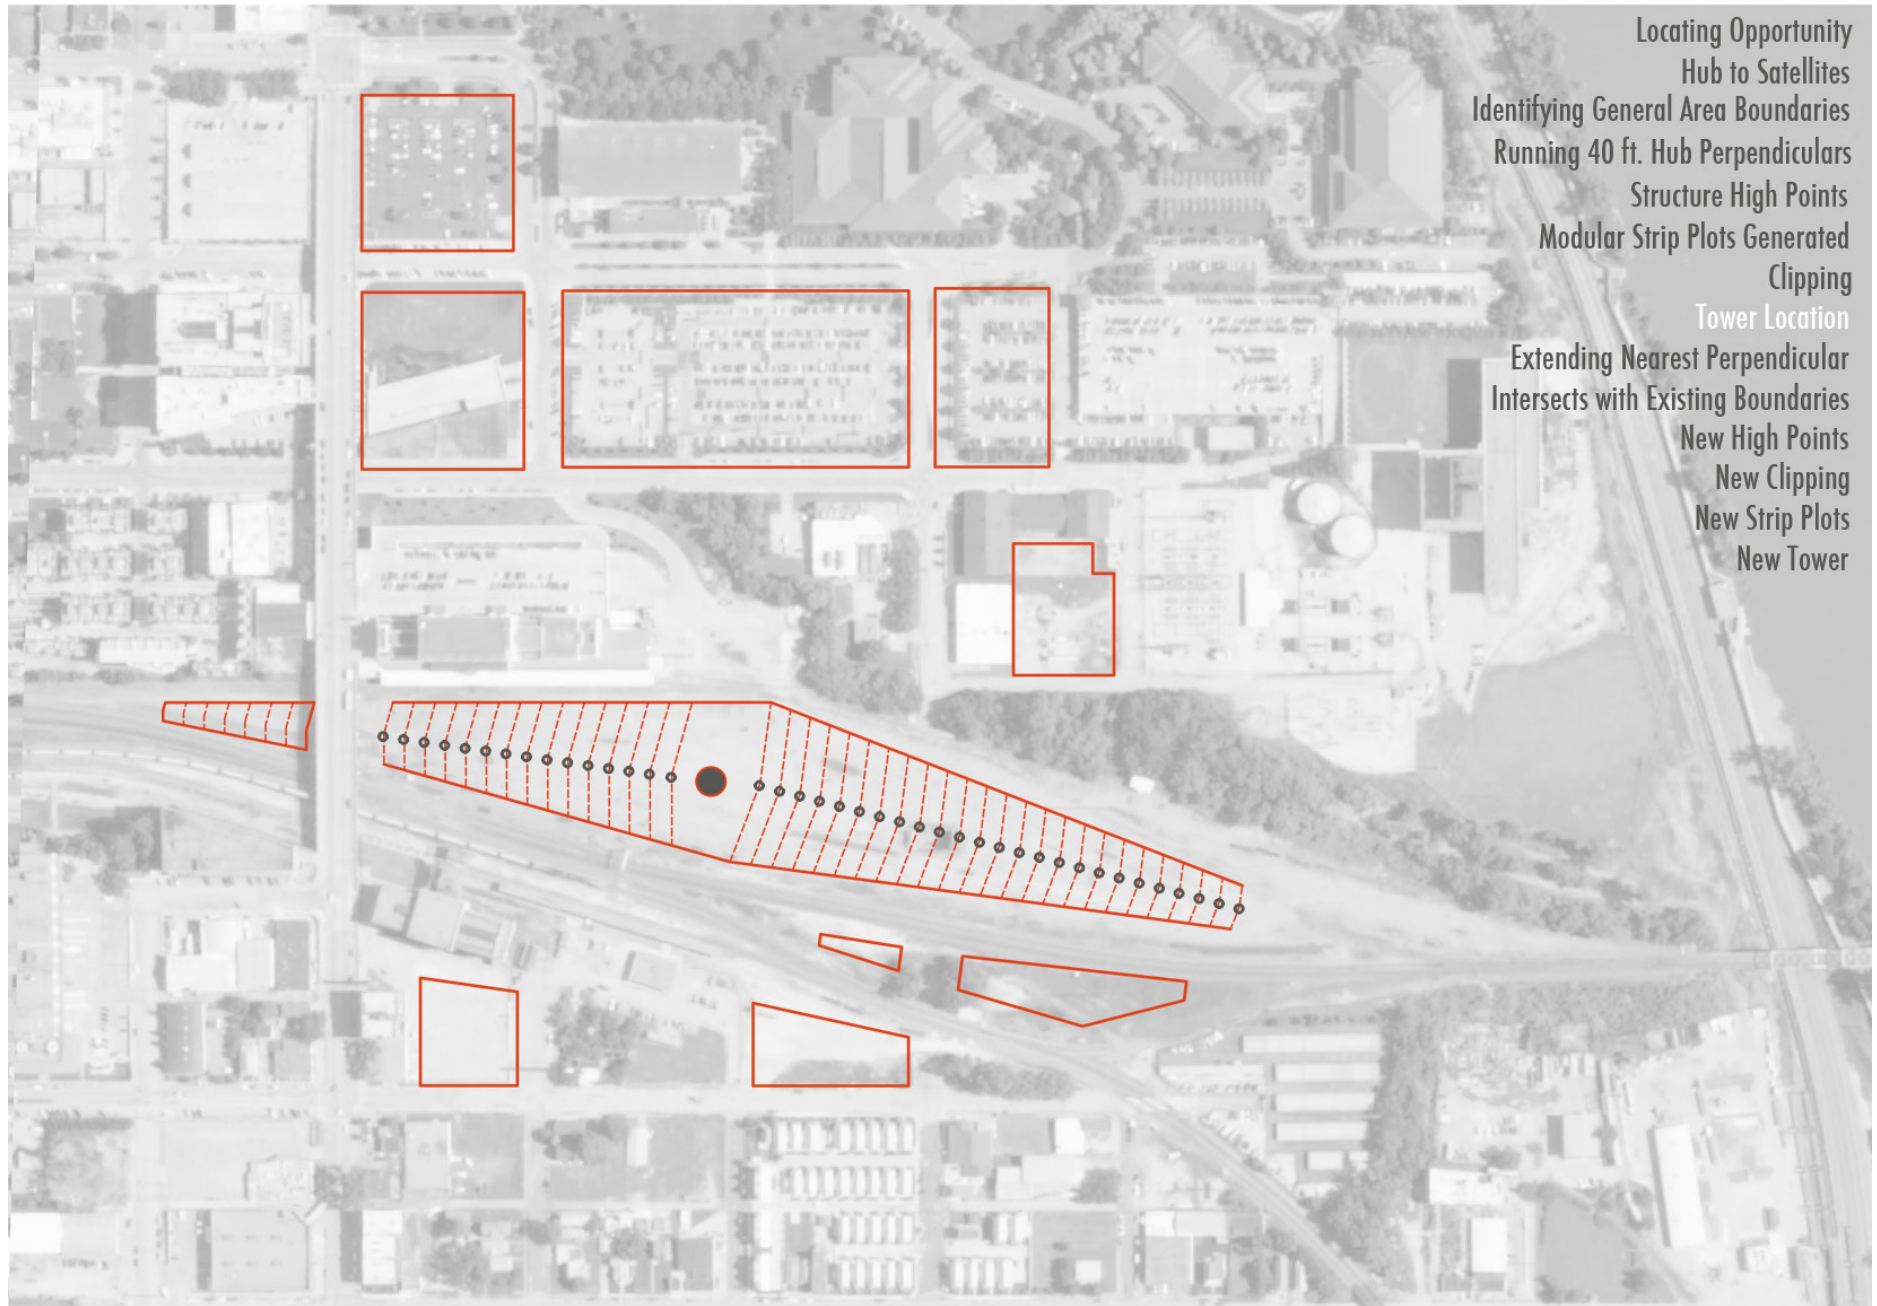 Locating Opportunity
Hub to Satellites
Identifying General Area Boundaries
Running 40 ft. Hub Perpendiculars
Structure High Points
Modular Strip Plots Generated
Clipping
Tower Location
Extending Nearest Perpendicular
Intersects with Existing Boundaries
New High Points
New Clipping
New Strip Plots
New Tower